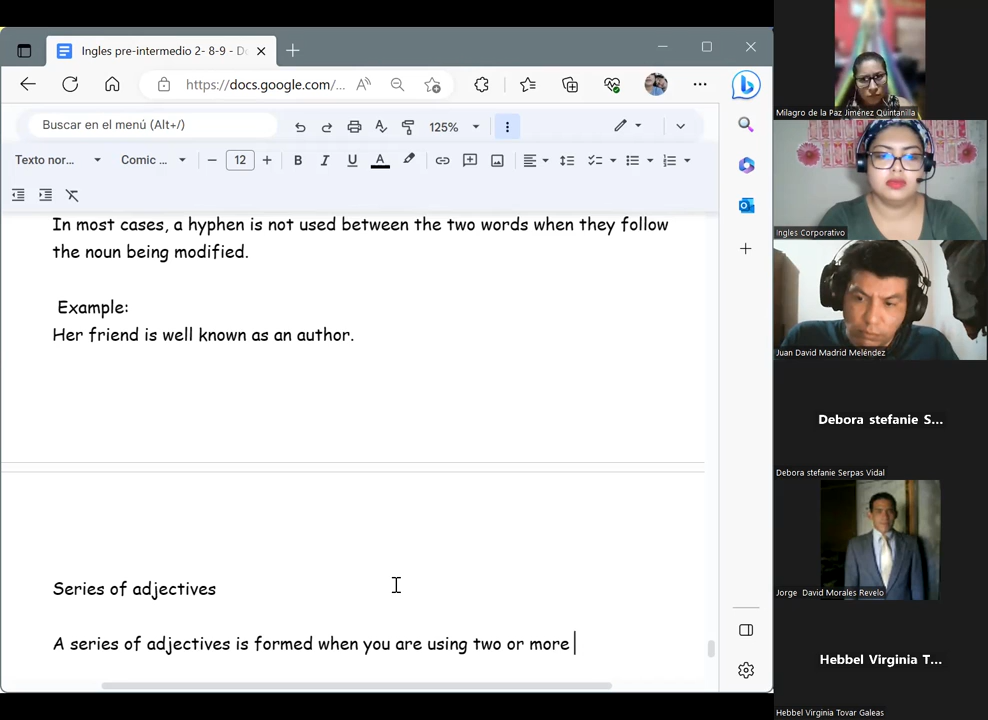 Ingles pre-intermedio 2- 8-9 - Do
https://docs.google.com/...
Buscar en el menú (Alt+/)
125%
Texto nor...
Comic ...
12
B
I
U
A
In most cases, a hyphen is not used between the two words when they follow
the noun being modified.
Example:
Her friend is well known as an author.
Series of adjectives
A series of adjectives is formed when you are using two or more
Milagro de la Paz Jiménez Quintanilla
Ingles Corporativo
Juan David Madrid Meléndez
Debora stefanie S...
Debora stefanie Serpas Vidal
Jorge David Morales Revelo
Hebbel Virginia T...
Hebbel Virginia Tovar Galeas